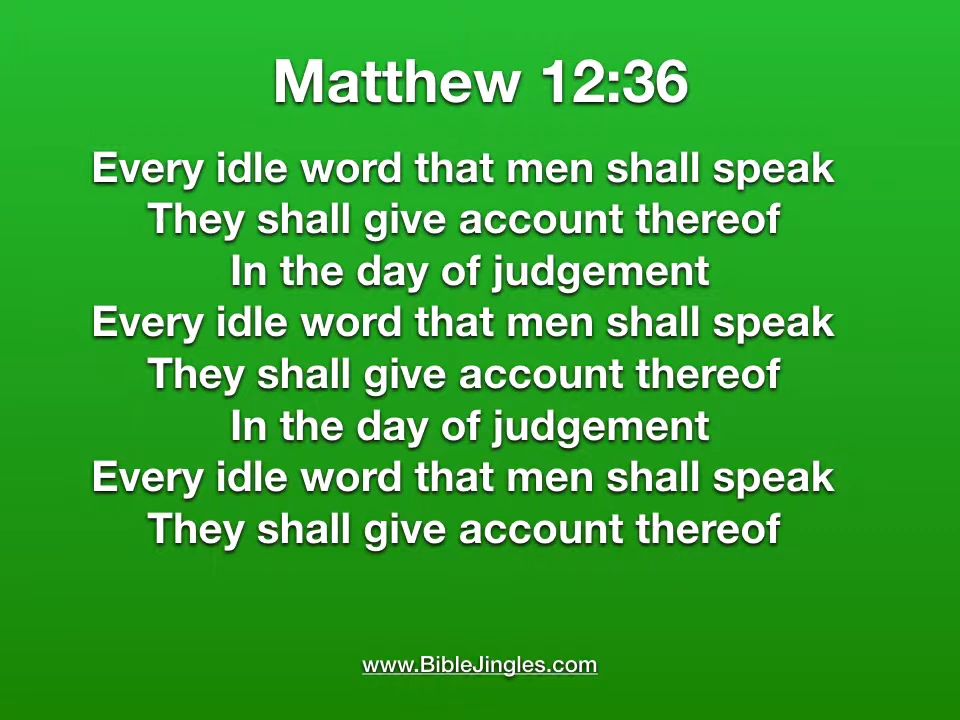 Matthew 12:36
Every idle word that men shall speak
They shall give account thereof
In the day of judgement
Every idle word that men shall speak
They shall give account thereof
In the day of judgement
Every idle word that men shall speak
They shall give account thereof
www.BibleJingles.com